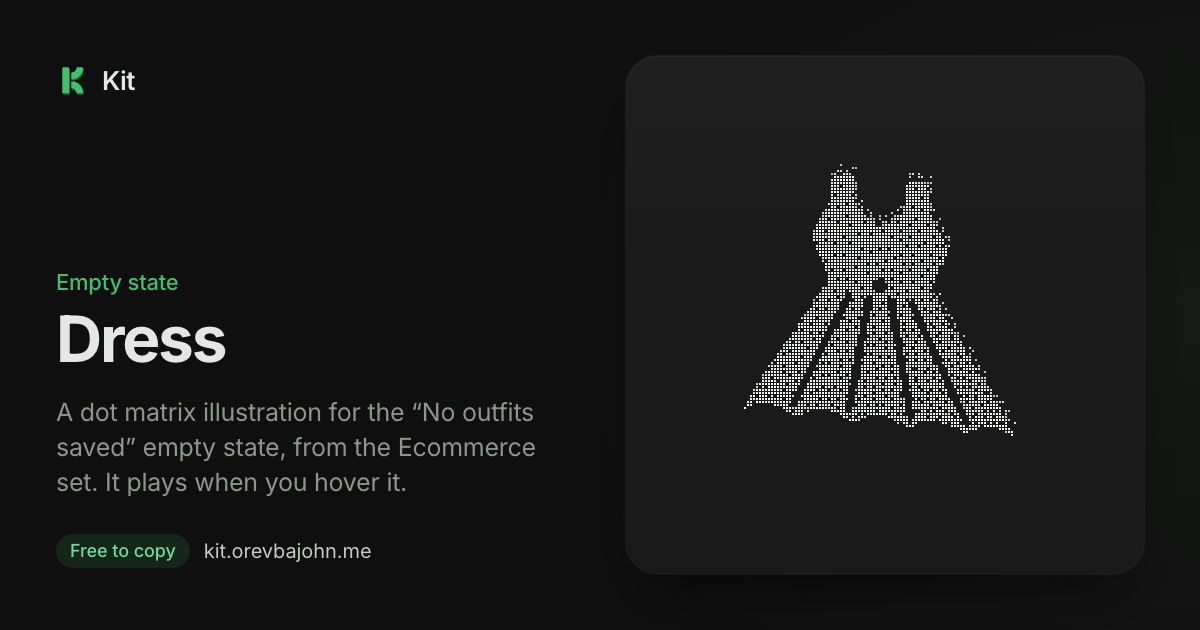 Kit
Empty state
Dress
A dot matrix illustration for the “No outfits
saved” empty state, from the Ecommerce
set. It plays when you hover it.
Free to copy
kit.orevbajohn.me